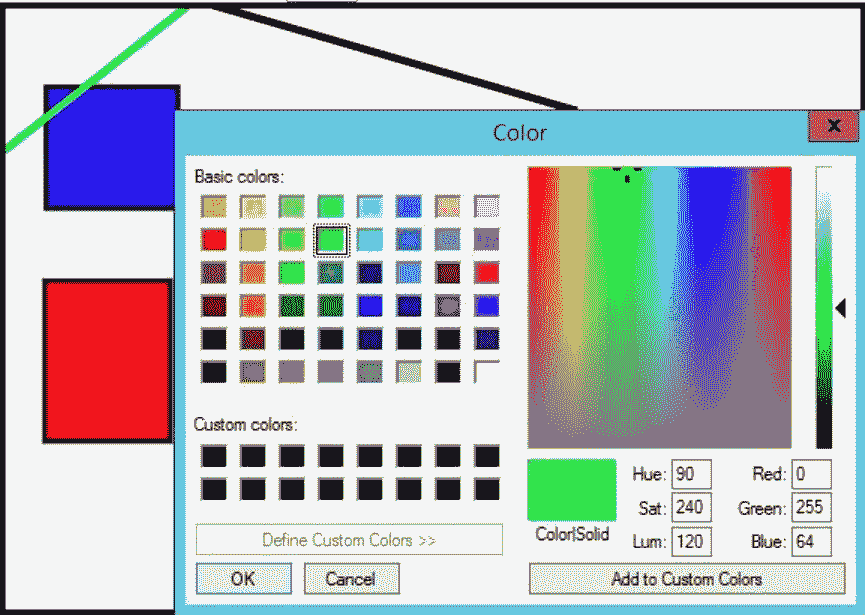 Color
x
Basic colors:
Custom colors:
Define Custom Colors >>
OK Cancel
Color|Solid
Hue: 90 Red: 0
Sat: 240 Green: 255
Lum: 120 Blue: 64
Add to Custom Colors